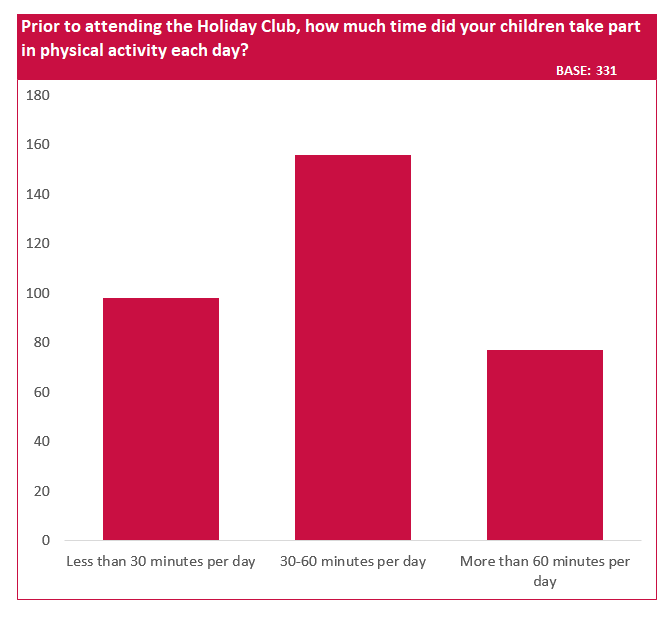 Prior to attending the Holiday Club, how much time did your children take part
in physical activity each day?
BASE: 331
180
160
140
120
100
80
60
40
20
0
Less than 30 minutes per day
30-60 minutes per day
More than 60 minutes per
day